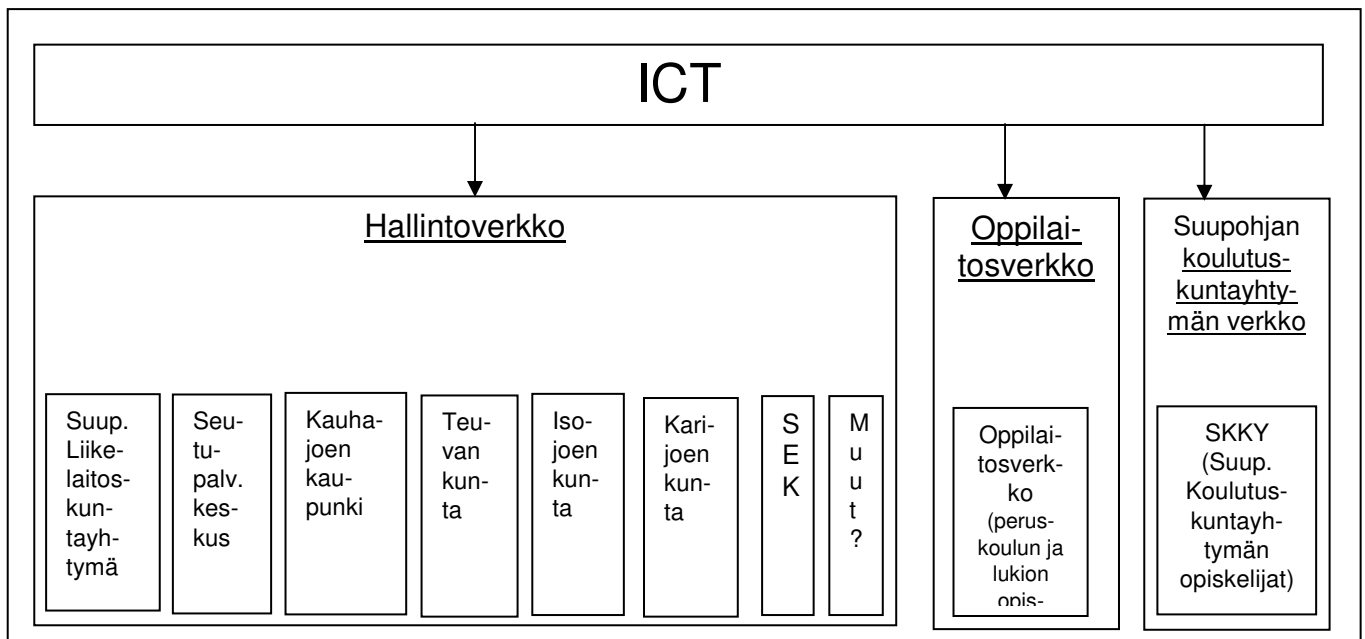 ICT
Hallintoverkko
Suup.
Liike-
laitos-
kun-
tayh-
tymä
Seu-
tu-
palv.
kes-
kus
Kauha-
joen
kau-
punki
Teu-
van
kun-
ta
Iso-
joen
kun-
ta
Kari-
joen
kun-
ta
S
E
K
M
u
u
t
?
Oppilai-
tosverkko
Oppilai-
tosverk-
ko
(perus-
koulun ja
lukion
opis-
Suupohjan
koulutus-
kuntayhty-
män verkko
SKKY
(Suup.
Koulutus-
kuntayh-
tymän
opiskelijat)